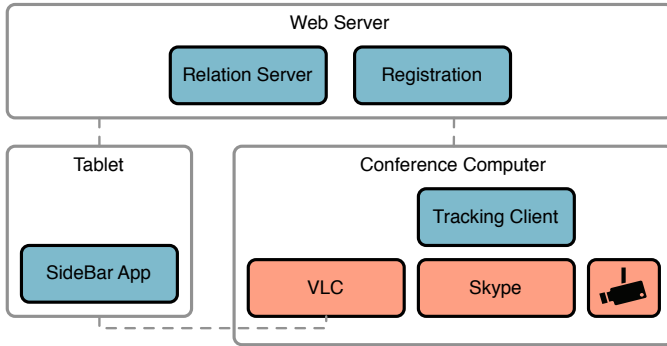 Web Server
Relation Server
Registration
Tablet
Conference Computer
Tracking Client
SideBar App
VLC
Skype